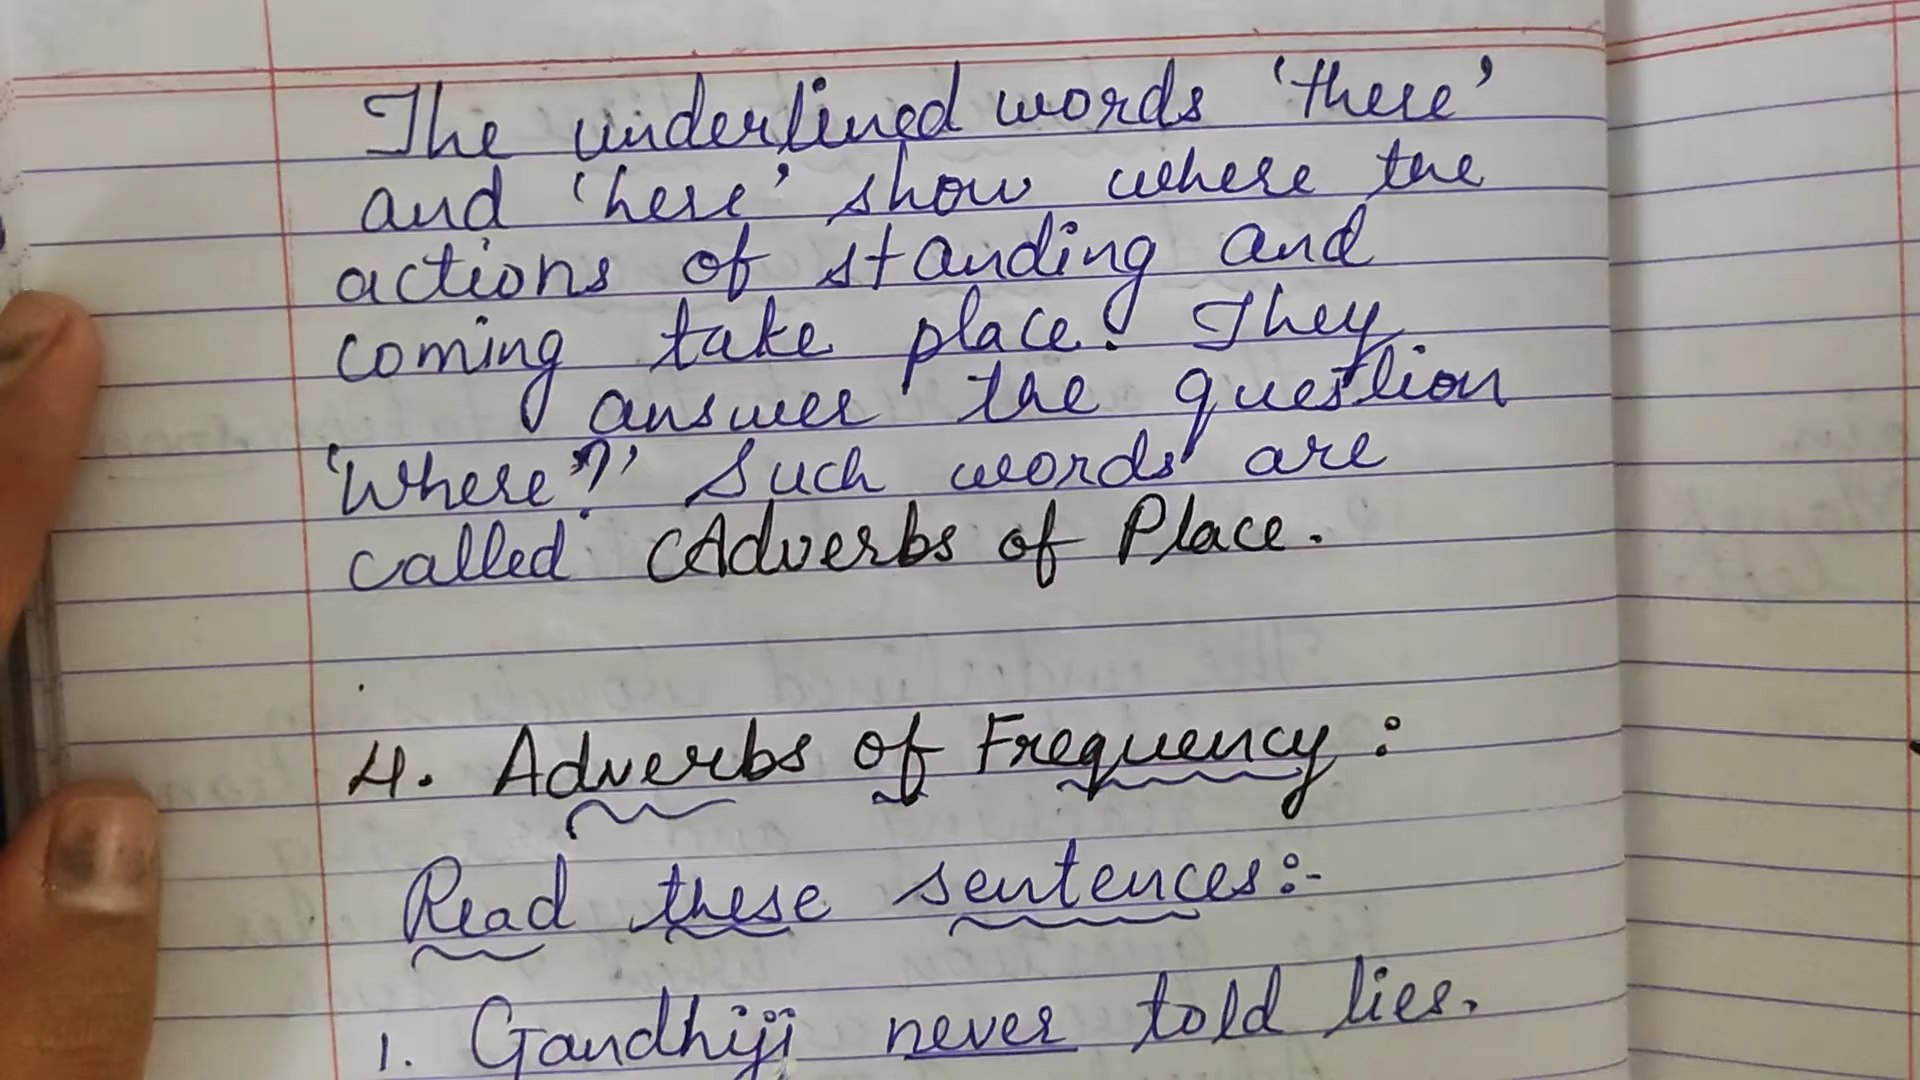 The underlined words 'there'
and 'here' show where the
actions of standing and
coming take place. They
answer the question
'Where?' Such words are
called Adverbs of Place.
4. Adverbs of Frequency:
Read these sentences:-
1. Gandhiji never told lies.